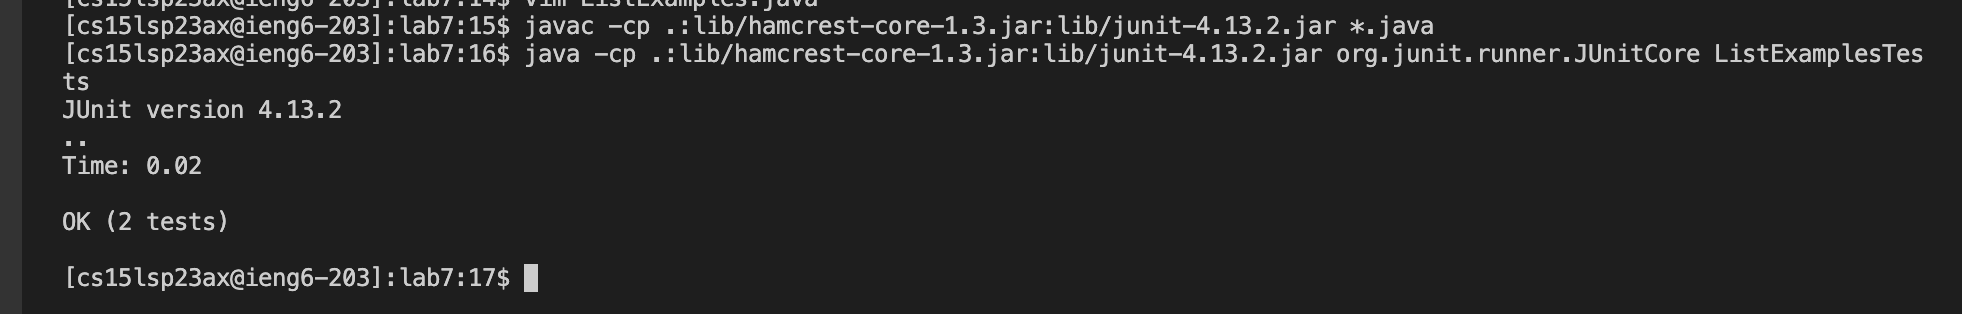 [cs15lsp23ax@ieng6-203]:lab7:14$ vim ListExamples.java
[cs15lsp23ax@ieng6-203]:lab7:15$ javac -cp .:lib/hamcrest-core-1.3.jar:lib/junit-4.13.2.jar *.java
[cs15lsp23ax@ieng6-203]:lab7:16$ java -cp .:lib/hamcrest-core-1.3.jar:lib/junit-4.13.2.jar org.junit.runner.JUnitCore ListExamplesTes
ts
JUnit version 4.13.2
..
Time: 0.02
OK (2 tests)
[cs15lsp23ax@ieng6-203]:lab7:17$